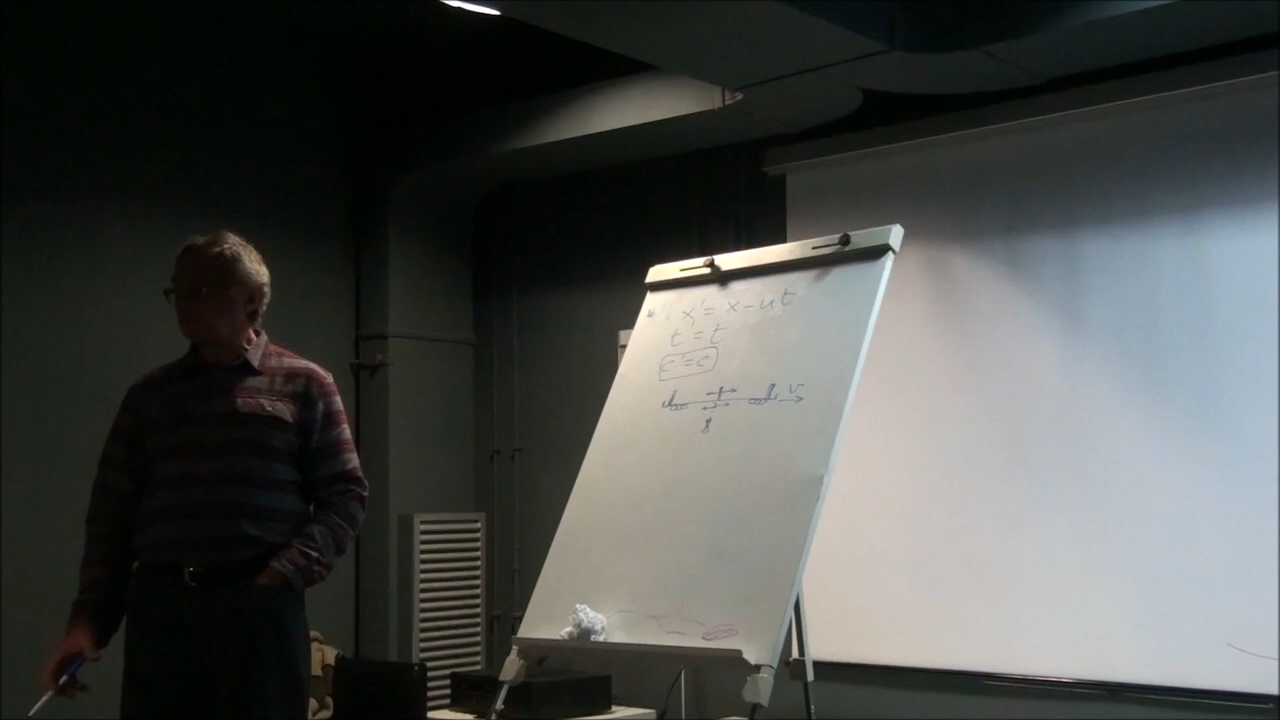 x' = x - ut
t' = t
c' = c
v